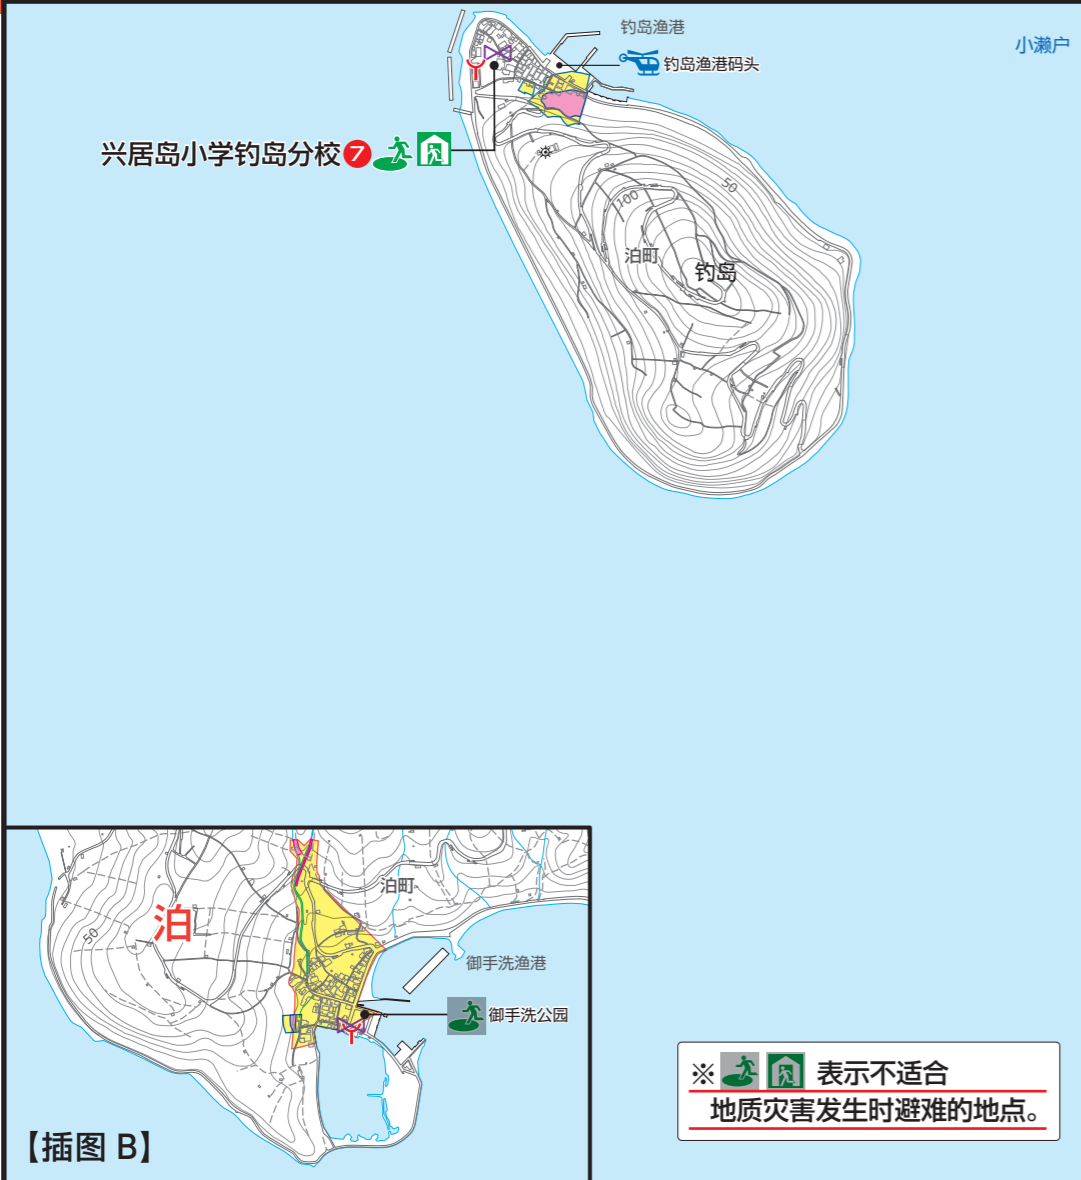 钓岛渔港
小濑户
钓岛渔港码头
兴居岛小学钓岛分校 7
50
100
泊町
钓岛
泊町
泊
50
御手洗渔港
御手洗公园
※ 表示不适合
地质灾害发生时避难的地点。
【插图 B】